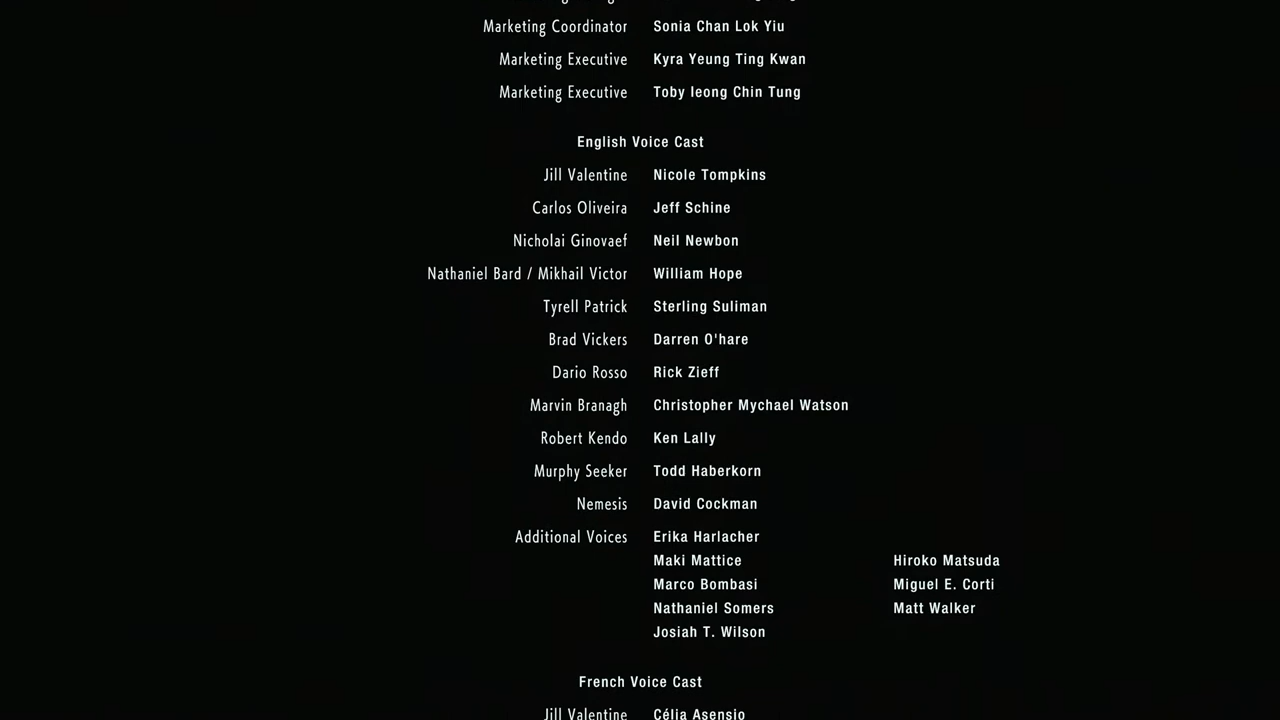 Marketing Coordinator Sonia Chan Lok Yiu
Marketing Executive Kyra Yeung Ting Kwan
Marketing Executive Toby Ieong Chin Tung
English Voice Cast
Jill Valentine Nicole Tompkins
Carlos Oliveira Jeff Schine
Nicholai Ginovaef Neil Newbon
Nathaniel Bard / Mikhail Victor William Hope
Tyrell Patrick Sterling Suliman
Brad Vickers Darren O'hare
Dario Rosso Rick Zieff
Marvin Branagh Christopher Mychael Watson
Robert Kendo Ken Lally
Murphy Seeker Todd Haberkorn
Nemesis David Cockman
Additional Voices Erika Harlacher
Maki Mattice Hiroko Matsuda
Marco Bombasi Miguel E. Corti
Nathaniel Somers Matt Walker
Josiah T. Wilson
French Voice Cast
Jill Valentine Célia Asensio